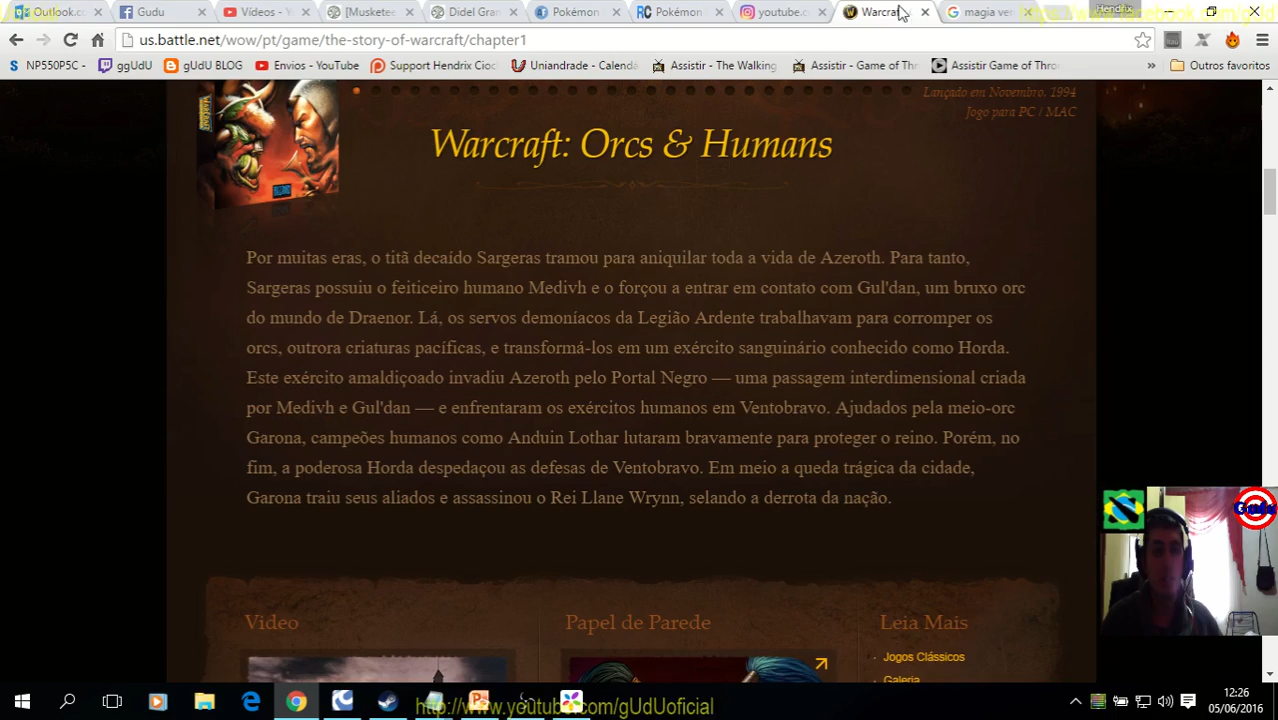 Outlook.co
Gudu
Vídeos - Y
[Musketee
Didel Gran
Pokémon
Pokémon
youtube.c
Warcraf
magia ver
Hendrix
us.battle.net/wow/pt/game/the-story-of-warcraft/chapter1
NP550P5C -
ggUdU
gUdU BLOG
Envios - YouTube
Support Hendrix Cioc
Uniandrade - Calend
Assistir - The Walking
Assistir - Game of Thr
Assistir Game of Thro
»
Outros favoritos
Lançado em Novembro, 1994
Jogo para PC / MAC
Warcraft: Orcs & Humans
Por muitas eras, o titã decaído Sargeras tramou para aniquilar toda a vida de Azeroth. Para tanto,
Sargeras possuiu o feiticeiro humano Medivh e o forçou a entrar em contato com Gul'dan, um bruxo orc
do mundo de Draenor. Lá, os servos demoníacos da Legião Ardente trabalhavam para corromper os
orcs, outrora criaturas pacíficas, e transformá-los em um exército sanguinário conhecido como Horda.
Este exército amaldiçoado invadiu Azeroth pelo Portal Negro — uma passagem interdimensional criada
por Medivh e Gul'dan — e enfrentaram os exércitos humanos em Ventobravo. Ajudados pela meio-orc
Garona, campeões humanos como Anduin Lothar lutaram bravamente para proteger o reino. Porém, no
fim, a poderosa Horda despedaçou as defesas de Ventobravo. Em meio a queda trágica da cidade,
Garona traiu seus aliados e assassinou o Rei Llane Wrynn, selando a derrota da nação.
Gudu
Video
Papel de Parede
Leia Mais
Jogos Clássicos
Galeria
http://www.youtube.com/gUdUoficial
12:26
05/06/2016